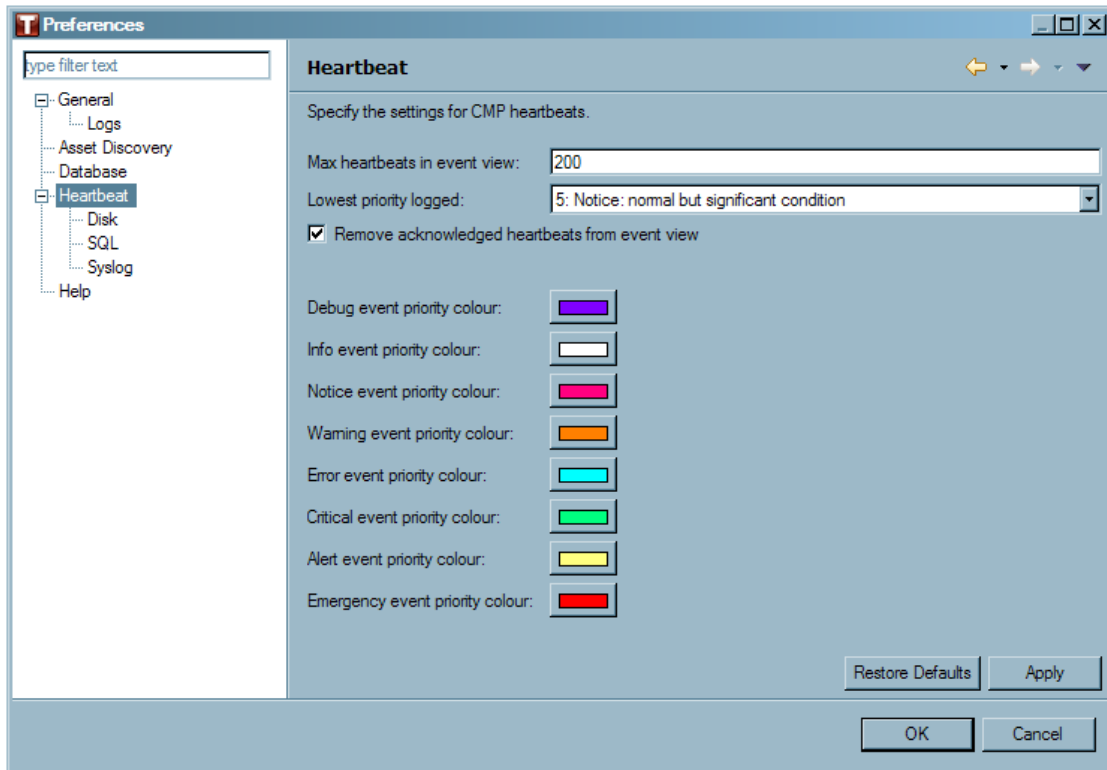 Preferences
type filter text
General
Logs
Asset Discovery
Database
Heartbeat
Disk
SQL
Syslog
Help
Heartbeat
Specify the settings for CMP heartbeats.
Max heartbeats in event view: 200
Lowest priority logged: 5: Notice: normal but significant condition
Remove acknowledged heartbeats from event view
Debug event priority colour:
Info event priority colour:
Notice event priority colour:
Warning event priority colour:
Error event priority colour:
Critical event priority colour:
Alert event priority colour:
Emergency event priority colour:
Restore Defaults Apply
OK Cancel